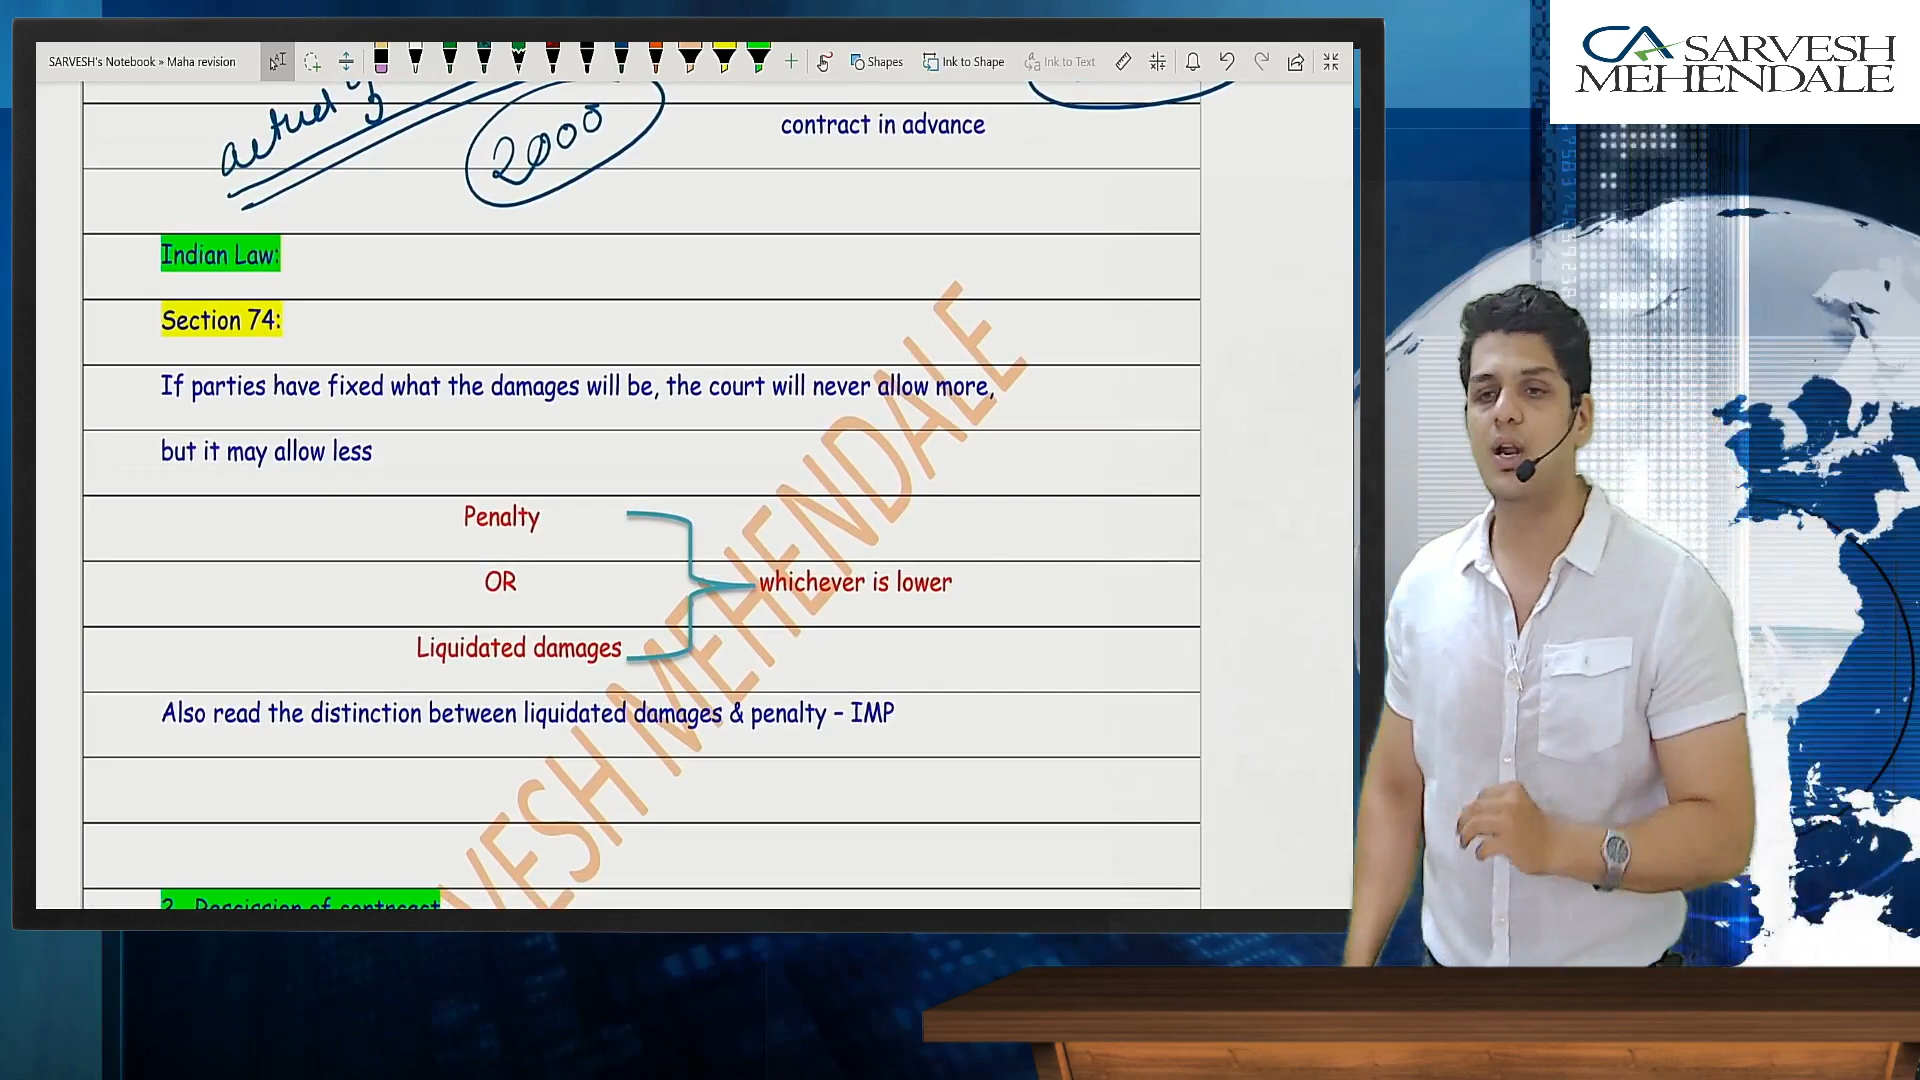 CA SARVESH
MEHENDALE
SARVESH's Notebook » Maha revision
Shapes
Ink to Shape
Ink to Text
contract in advance
2000
Indian Law:
Section 74:
If parties have fixed what the damages will be, the court will never allow more,
but it may allow less
Penalty
OR
whichever is lower
Liquidated damages
Also read the distinction between liquidated damages & penalty – IMP
VESH MEHENDALE